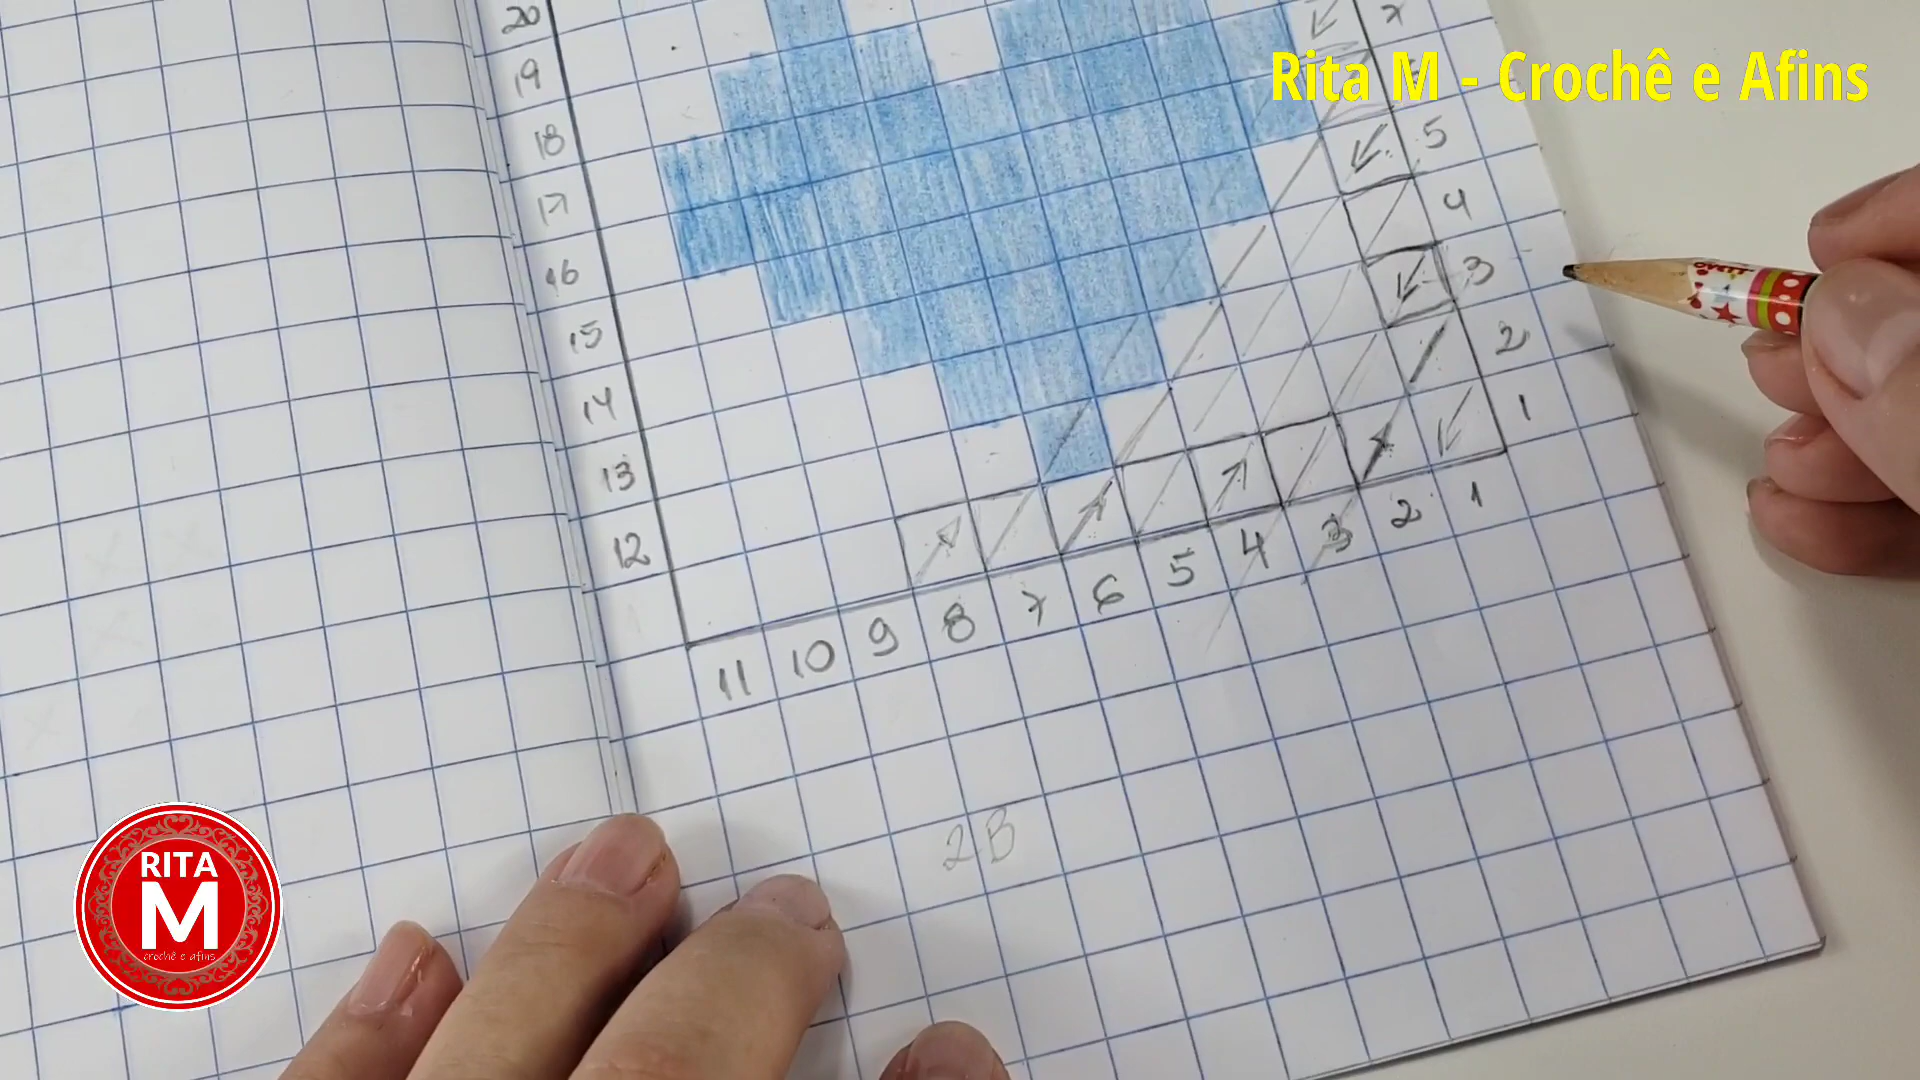 Rita M - Crochê e Afins
20
19
18
17
16
15
14
13
12
11 10 9 8 7 6 5 4 3 2 1
7
5
4
3
2
1
2B
RITA
M
crochê e afins